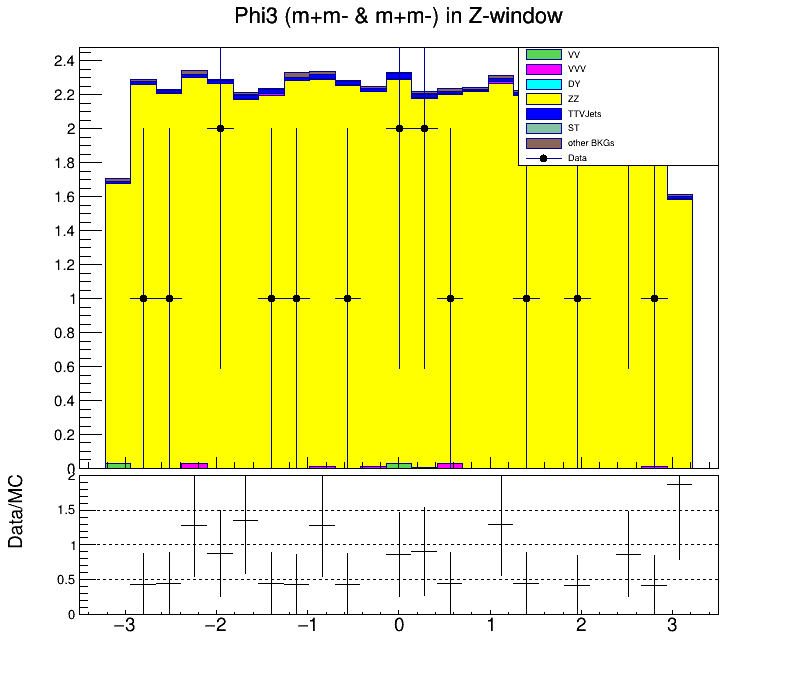 Phi3 (m+m- & m+m-) in Z-window
VV
VVV
DY
ZZ
TTVJets
ST
other BKGs
Data
2.4
2.2
2
1.8
1.6
1.4
1.2
1
0.8
0.6
0.4
0.2
0
Data/MC
2
1.5
1
0.5
0
−3 −2 −1 0 1 2 3